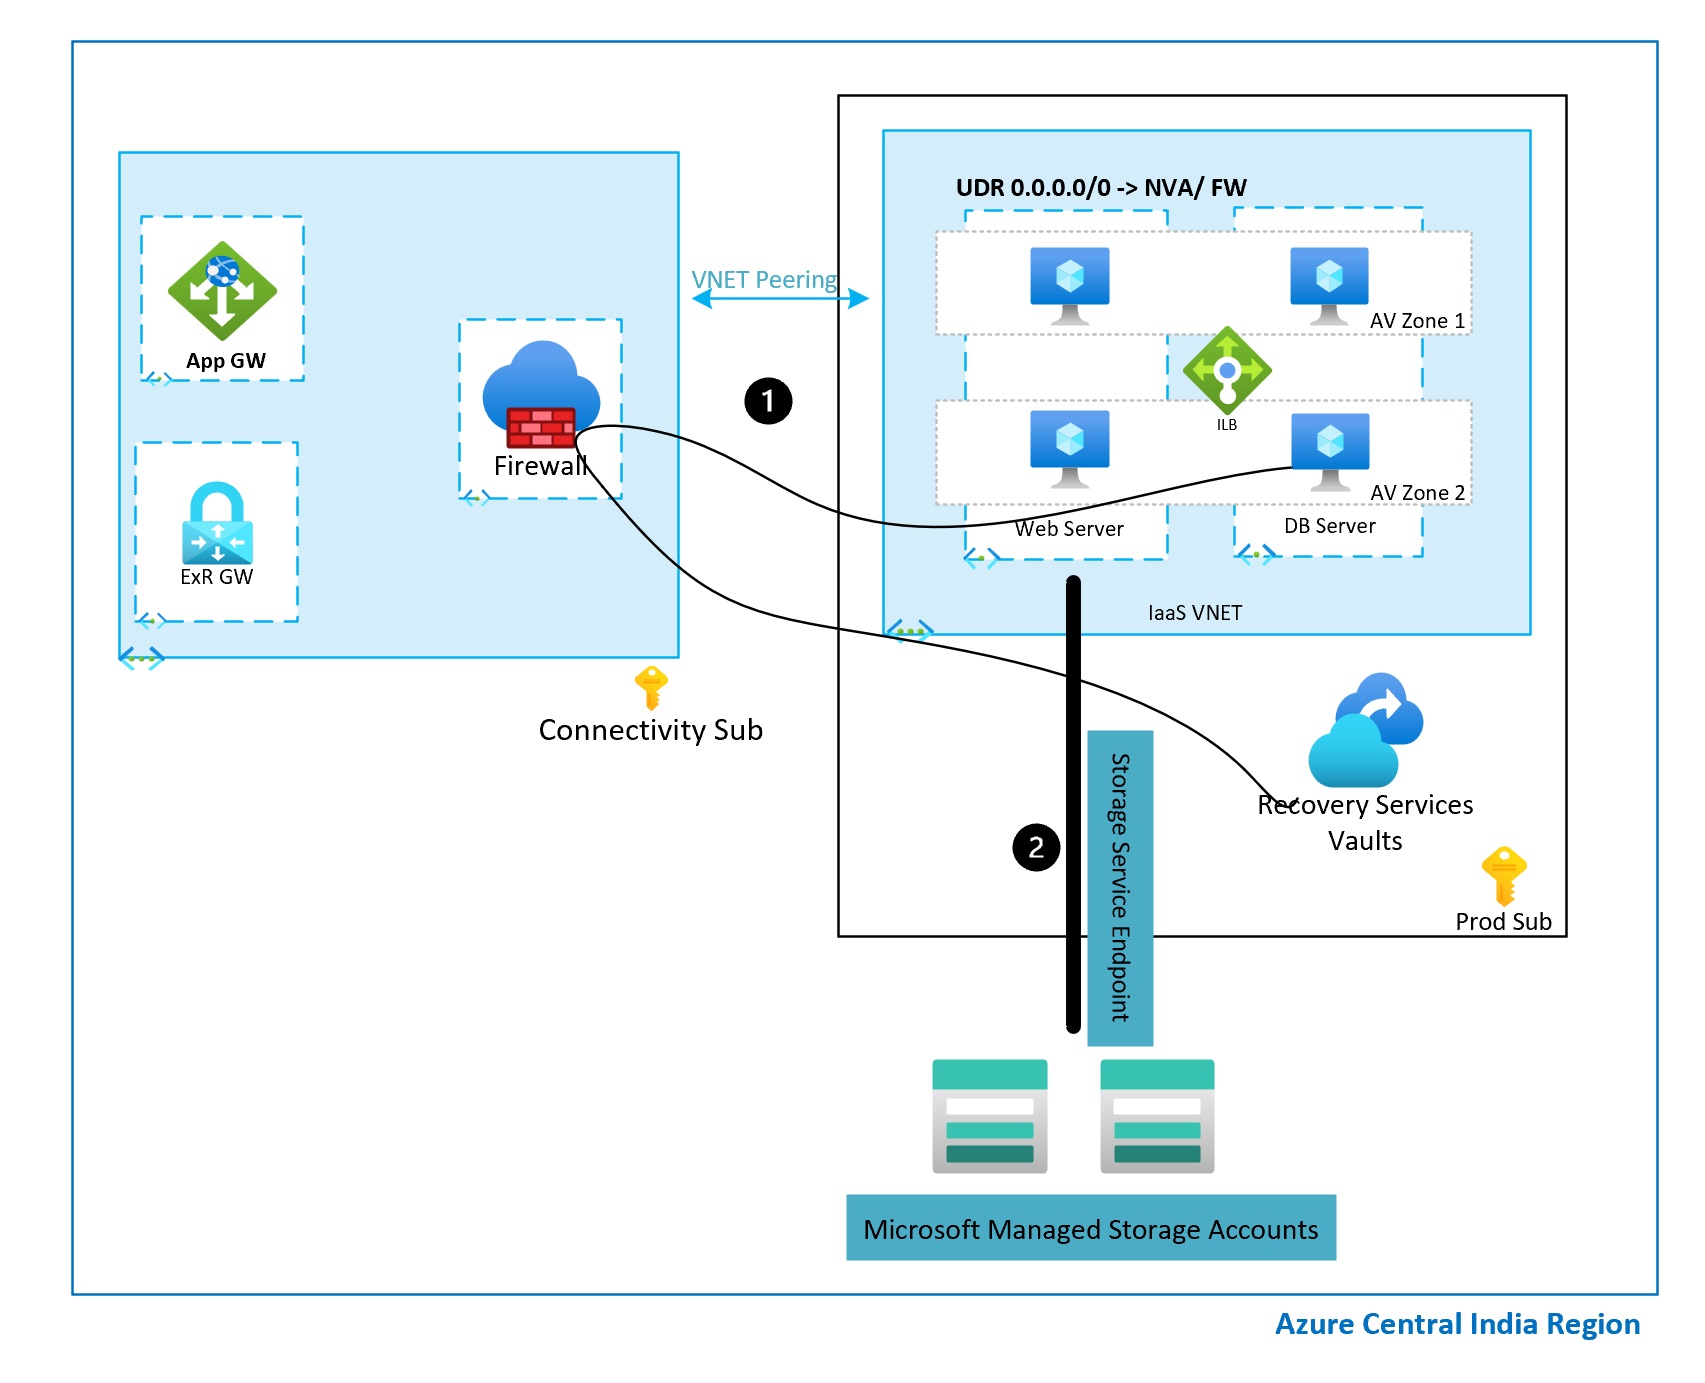 UDR 0.0.0.0/0 -> NVA/ FW
VNET Peering
AV Zone 1
App GW
1
ILB
Firewall
AV Zone 2
Web Server
DB Server
ExR GW
IaaS VNET
Connectivity Sub
Storage Service Endpoint
Recovery Services
Vaults
2
Prod Sub
Microsoft Managed Storage Accounts
Azure Central India Region